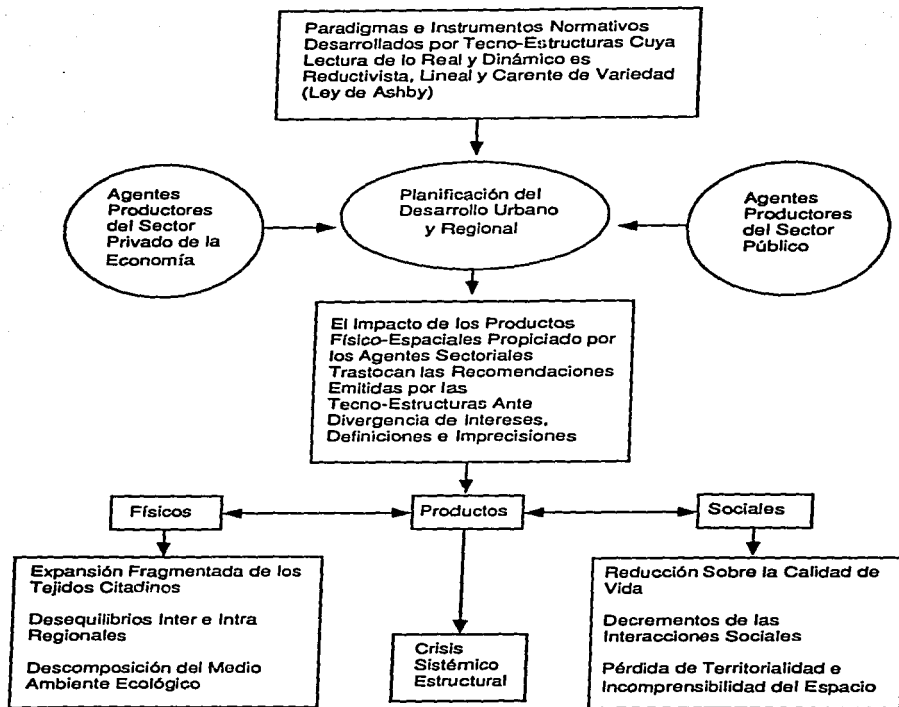 Paradigmas e Instrumentos Normativos
Desarrollados por Tecno-Estructuras Cuya
Lectura de lo Real y Dinámico es
Reductivista, Lineal y Carente de Variedad
(Ley de Ashby)
Agentes
Productores
del Sector
Privado de la
Economía
Planificación del
Desarrollo Urbano
y Regional
Agentes
Productores
del Sector
Público
El Impacto de los Productos
Físico-Espaciales Propiciado por
los Agentes Sectoriales
Trastocan las Recomendaciones
Emitidas por las
Tecno-Estructuras Ante
Divergencia de Intereses,
Definiciones e Imprecisiones
Físicos
Productos
Sociales
Expansión Fragmentada de los
Tejidos Citadinos
Desequilibrios Inter e Intra
Regionales
Descomposición del Medio
Ambiente Ecológico
Crisis
Sistémico
Estructural
Reducción Sobre la Calidad de
Vida
Decrementos de las
Interacciones Sociales
Pérdida de Territorialidad e
Incomprensibilidad del Espacio